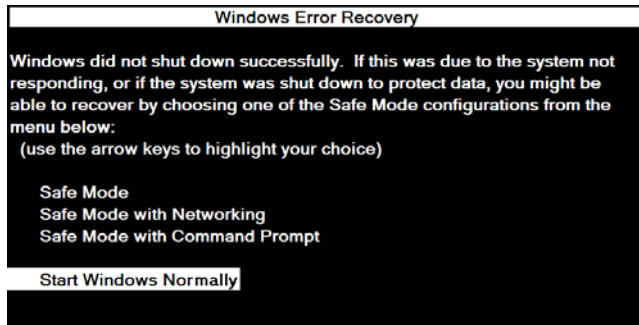 Windows Error Recovery
Windows did not shut down successfully. If this was due to the system not
responding, or if the system was shut down to protect data, you might be
able to recover by choosing one of the Safe Mode configurations from the
menu below:
(use the arrow keys to highlight your choice)
Safe Mode
Safe Mode with Networking
Safe Mode with Command Prompt
Start Windows Normally